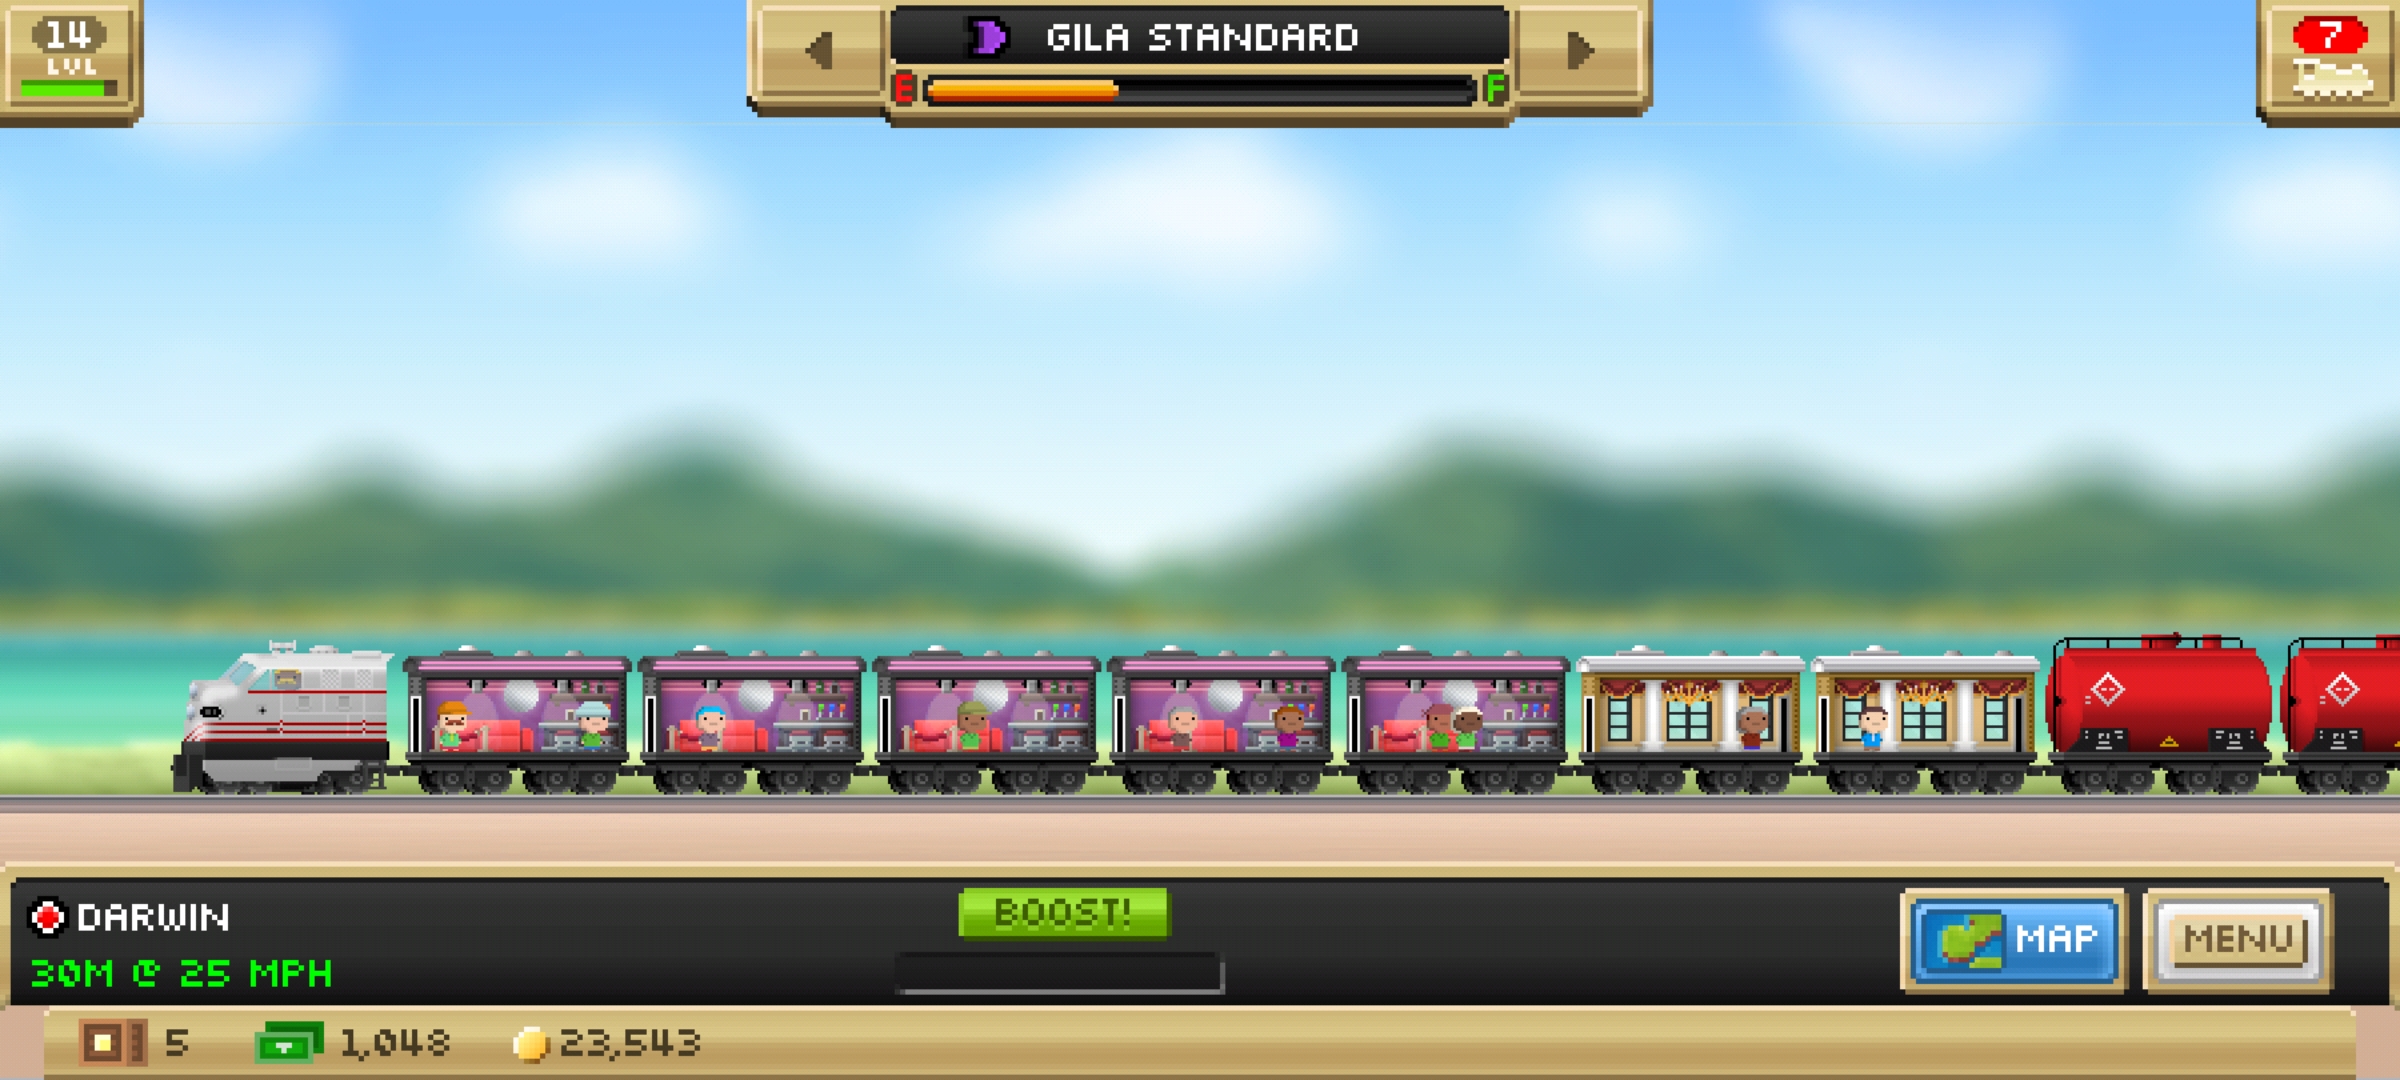 14
LVL
GILA STANDARD
E F
7
DARWIN
30M @ 25 MPH
BOOST!
MAP
MENU
5
1,048
23,543